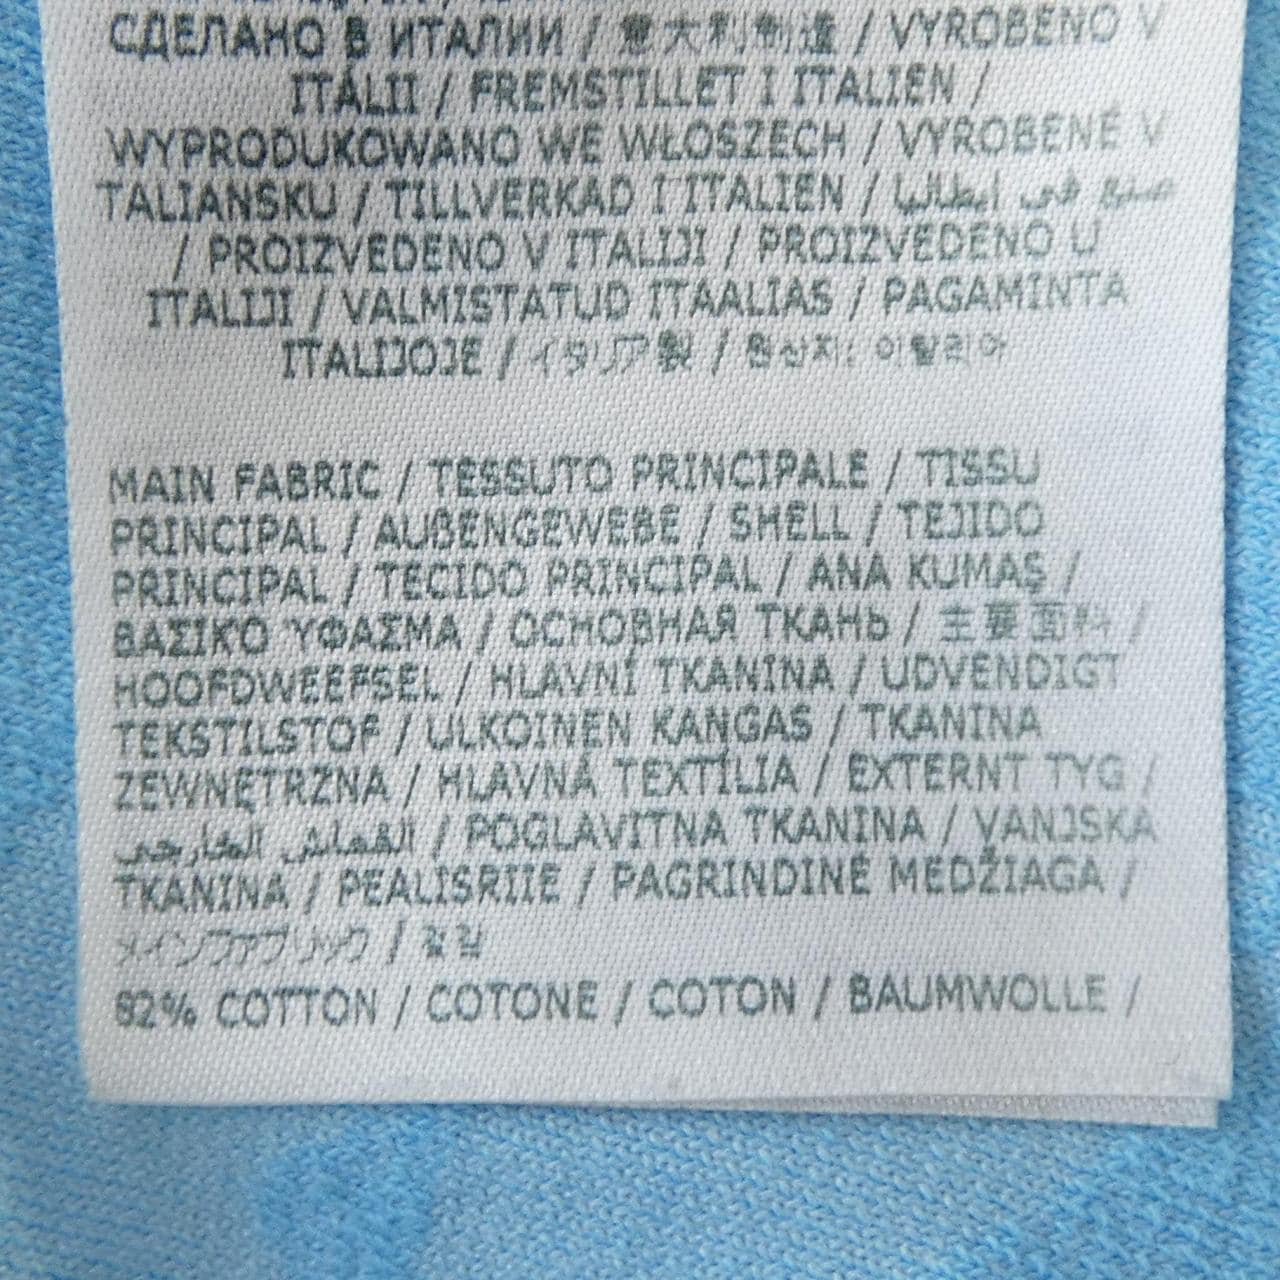 СДЕЛАНО В ИТАЛИИ / 意大利制造 / VYROBENO V
ITÁLII / FREMSTILLET I ITALIEN /
WYPRODUKOWANO WE WŁOSZECH / VYROBENÉ V
TALIANSKU / TILLVERKAD I ITALIEN / صنع في إيطاليا
/ PROIZVEDENO V ITALIJI / PROIZVEDENO U
ITALIJI / VALMISTATUD ITAALIAS / PAGAMINTA
ITALIJOJE / イタリア製 / 원산지: 이탈리아
MAIN FABRIC / TESSUTO PRINCIPALE / TISSU
PRINCIPAL / AUßENGEWEBE / SHELL / TEJIDO
PRINCIPAL / TECIDO PRINCIPAL / ANA KUMAŞ /
ΒΑΣΙΚΟ ΥΦΑΣΜΑ / ОСНОВНАЯ ТКАНЬ / 主要面料 /
HOOFDWEEFSEL / HLAVNÍ TKANINA / UDVENDIGT
TEKSTILSTOF / ULKOINEN KANGAS / TKANINA
ZEWNĘTRZNA / HLAVNÁ TEXTÍLIA / EXTERNT TYG /
القماش الخارجي / POGLAVITNA TKANINA / VANJSKA
TKANINA / PEALISRIIE / PAGRINDINĖ MEDŽIAGA /
メインファブリック / 겉감
82% COTTON / COTONE / COTON / BAUMWOLLE /